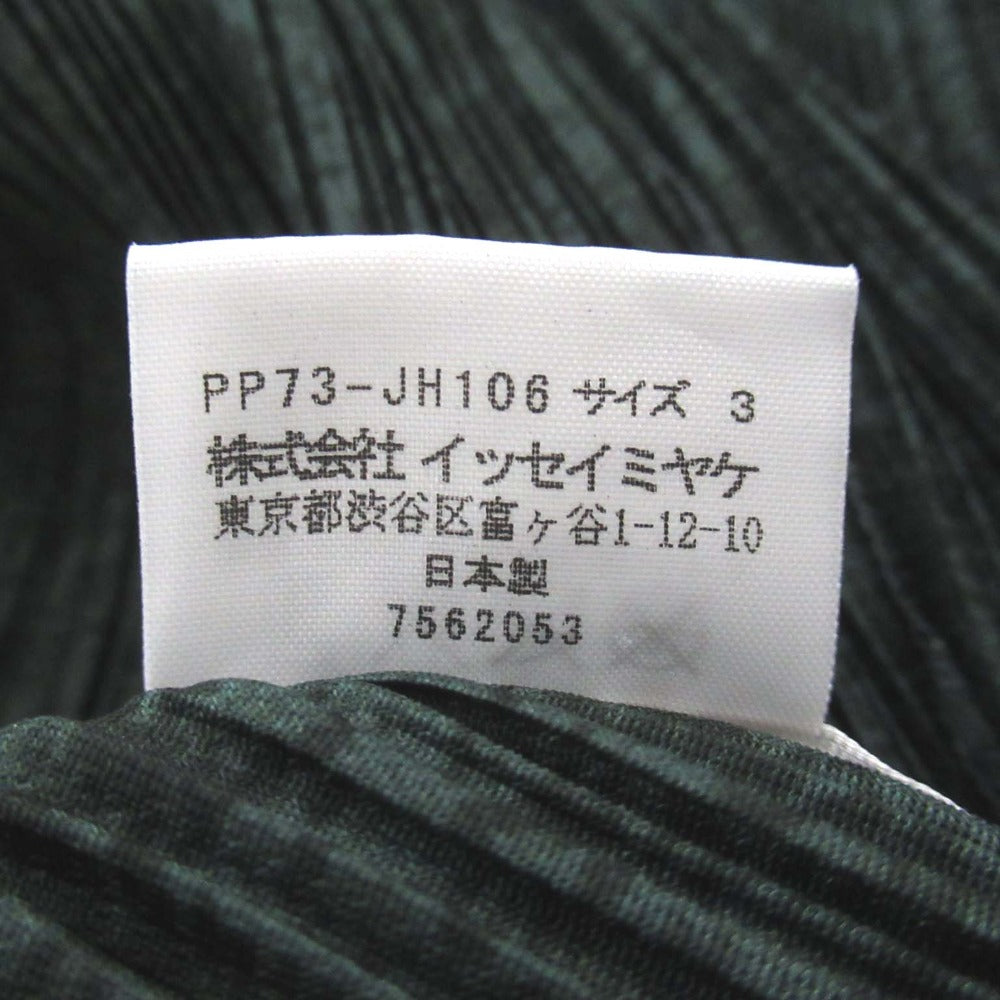 PP73-JH106 サイズ 3
株式会社 イッセイミヤケ
東京都渋谷区富ヶ谷1-12-10
日本製
7562053